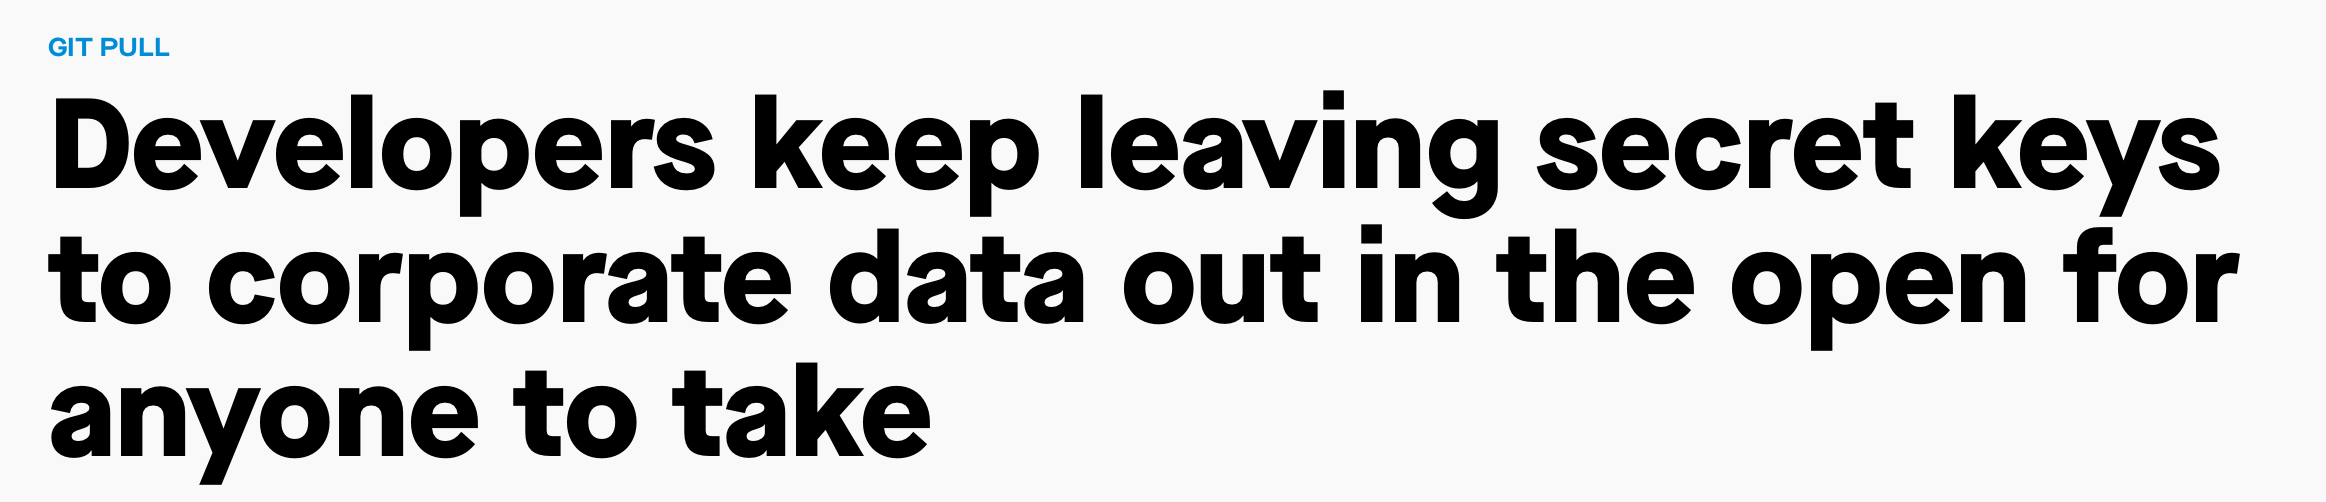 GIT PULL
Developers keep leaving secret keys
to corporate data out in the open for
anyone to take